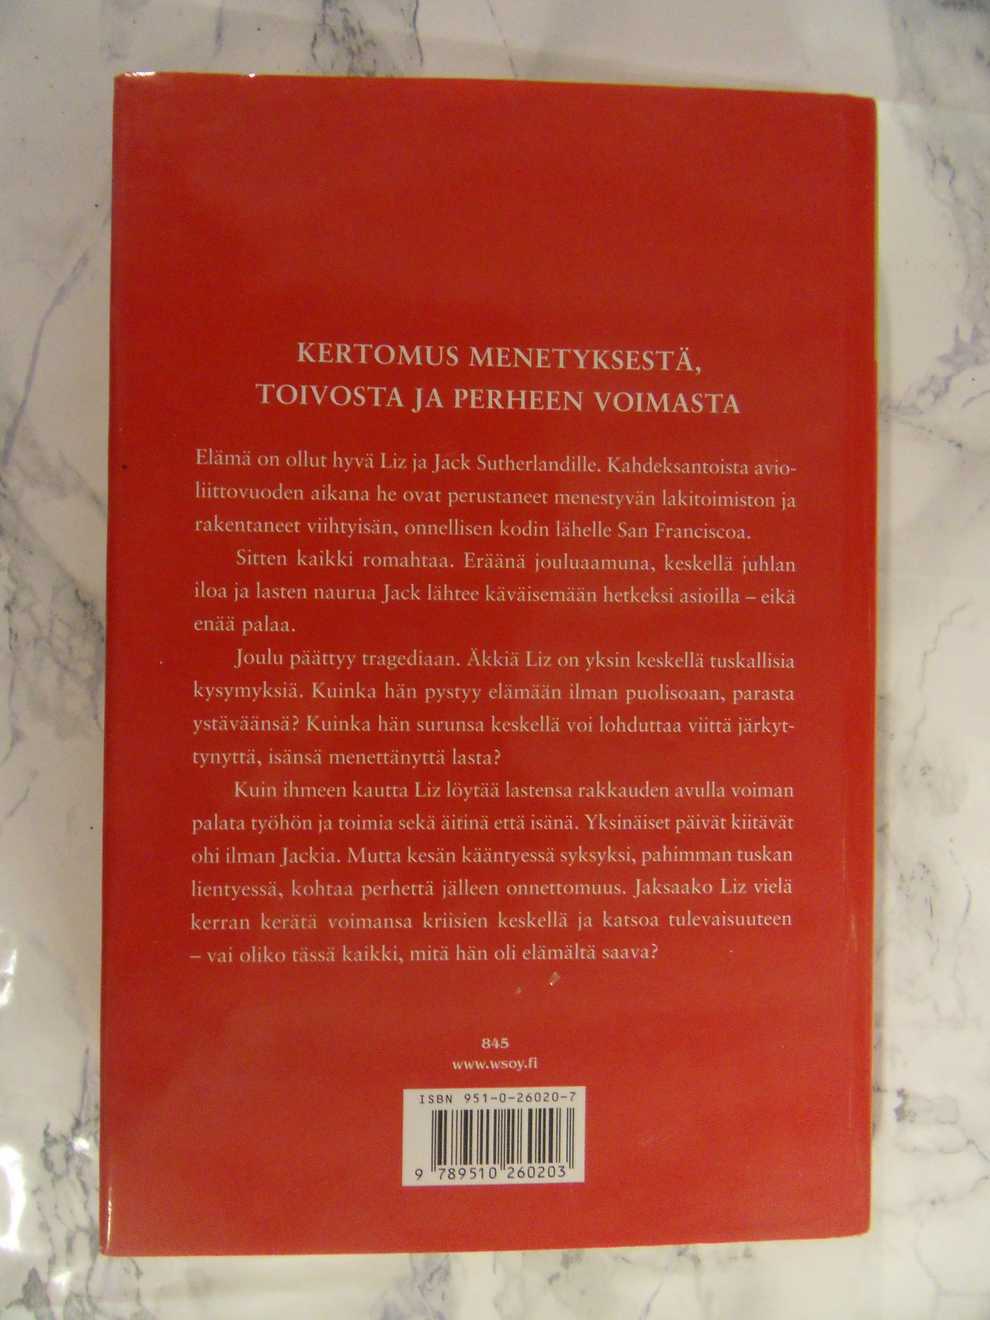 KERTOMUS MENETYKSESTÄ,
TOIVOSTA JA PERHEEN VOIMASTA
Elämä on ollut hyvä Liz ja Jack Sutherlandille. Kahdeksantoista avio-
liittovuoden aikana he ovat perustaneet menestyvän lakitoimiston ja
rakentaneet viihtyisän, onnellisen kodin lähelle San Franciscoa.
Sitten kaikki romahtaa. Eräänä jouluaamuna, keskellä juhlan
iloa ja lasten naurua Jack lähtee käväisemään hetkeksi asioilla – eikä
enää palaa.
Joulu päättyy tragediaan. Äkkiä Liz on yksin keskellä tuskallisia
kysymyksiä. Kuinka hän pystyy elämään ilman puolisoaan, parasta
ystäväänsä? Kuinka hän surunsa keskellä voi lohduttaa viittä järkyt-
tynyttä, isänsä menettänyttä lasta?
Kuin ihmeen kautta Liz löytää lastensa rakkauden avulla voiman
palata työhön ja toimia sekä äitinä että isänä. Yksinäiset päivät kiitävät
ohi ilman Jackia. Mutta kesän kääntyessä syksyksi, pahimman tuskan
lientyessä, kohtaa perhettä jälleen onnettomuus. Jaksaako Liz vielä
kerran kerätä voimansa kriisien keskellä ja katsoa tulevaisuuteen
– vai oliko tässä kaikki, mitä hän oli elämältä saava?
845
www.wsoy.fi
ISBN 951-0-26020-7
9 789510 260203